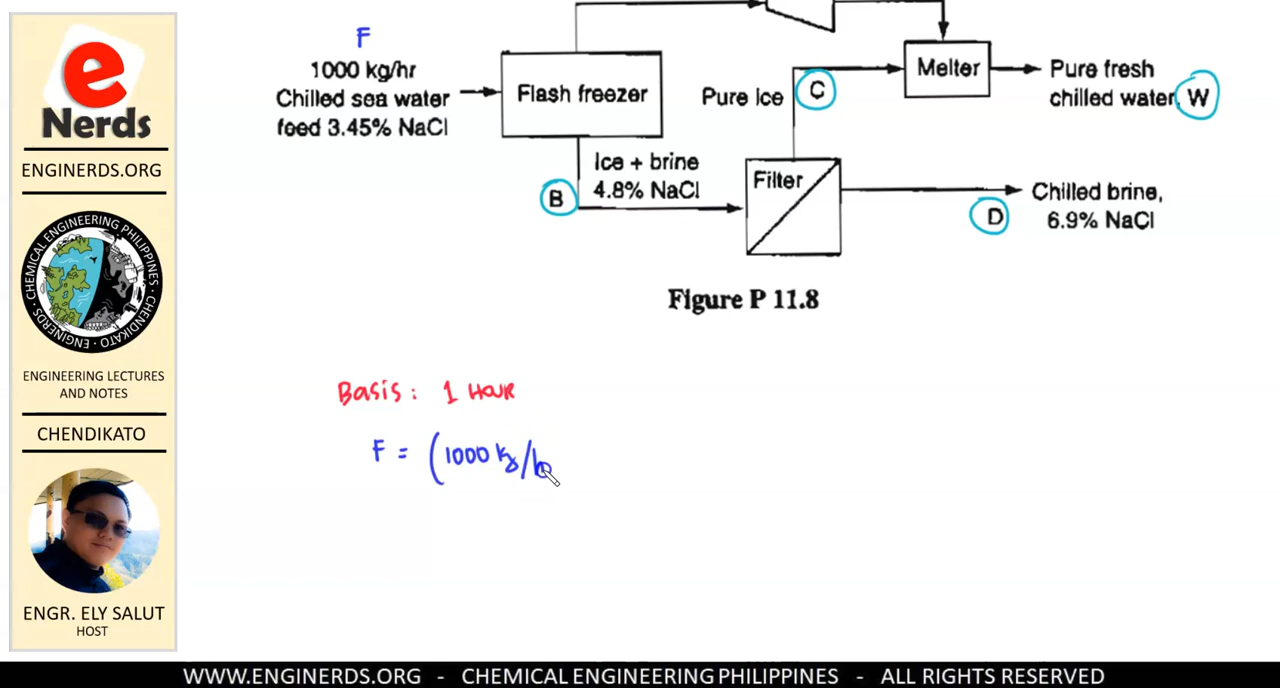 e
Nerds
ENGINERDS.ORG
CHEMICAL ENGINEERING PHILIPPINES · CHENDIKATO · ENGINERDS ·
ENGINEERING LECTURES
AND NOTES
CHENDIKATO
ENGR. ELY SALUT
HOST
F
1000 kg/hr
Chilled sea water
feed 3.45% NaCl
Flash freezer
Pure ice
C
Melter
Pure fresh
chilled water, W
B
Ice + brine
4.8% NaCl
Filter
D
Chilled brine,
6.9% NaCl
Figure P 11.8
Basis: 1 HOUR
F = (1000 kg/h
WWW.ENGINERDS.ORG - CHEMICAL ENGINEERING PHILIPPINES - ALL RIGHTS RESERVED